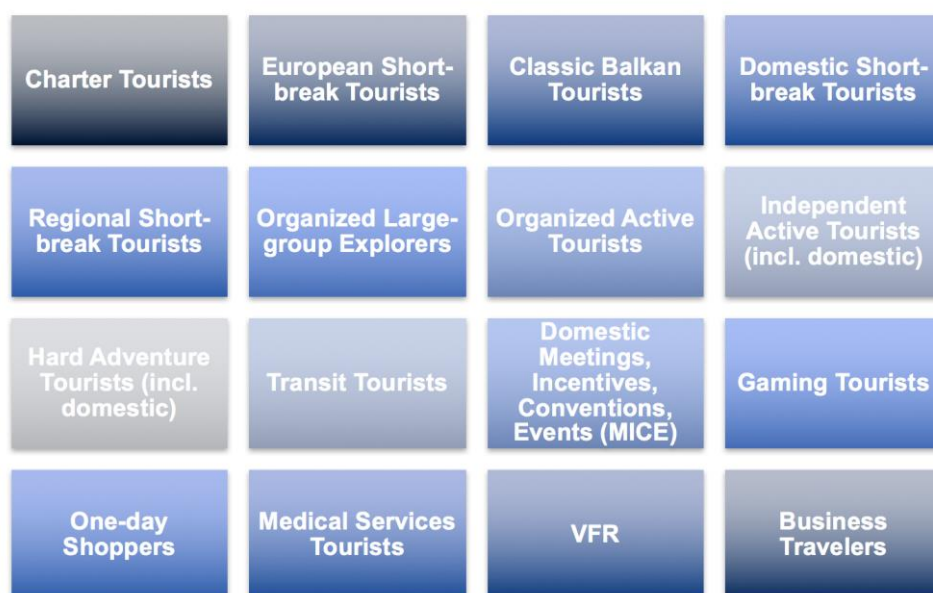 Charter Tourists
European Short-
break Tourists
Classic Balkan
Tourists
Domestic Short-
break Tourists
Regional Short-
break Tourists
Organized Large-
group Explorers
Organized Active
Tourists
Independent
Active Tourists
(incl. domestic)
Hard Adventure
Tourists (incl.
domestic)
Transit Tourists
Domestic
Meetings,
Incentives,
Conventions,
Events (MICE)
Gaming Tourists
One-day
Shoppers
Medical Services
Tourists
VFR
Business
Travelers